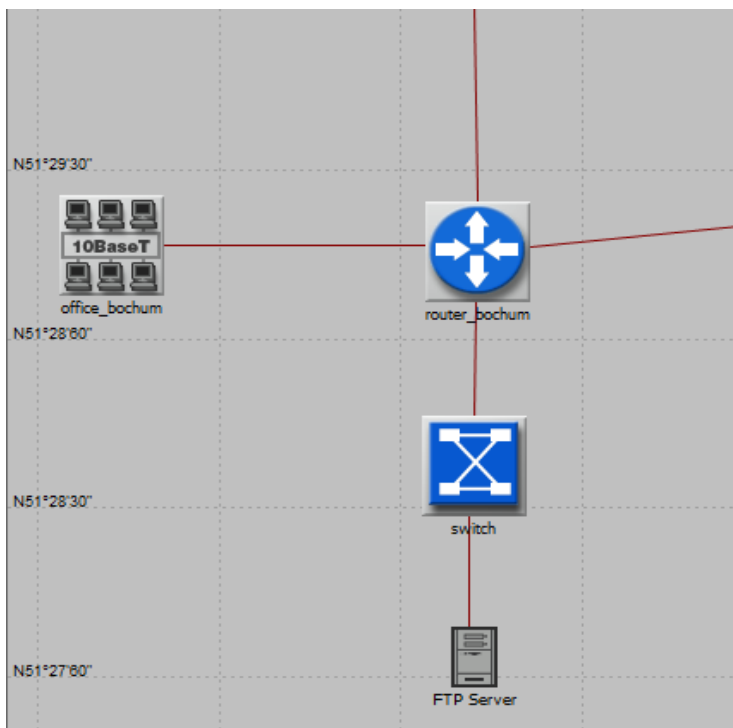 N51°29'30"
10BaseT
office_bochum
router_bochum
N51°28'60"
N51°28'30"
switch
N51°27'60"
FTP Server